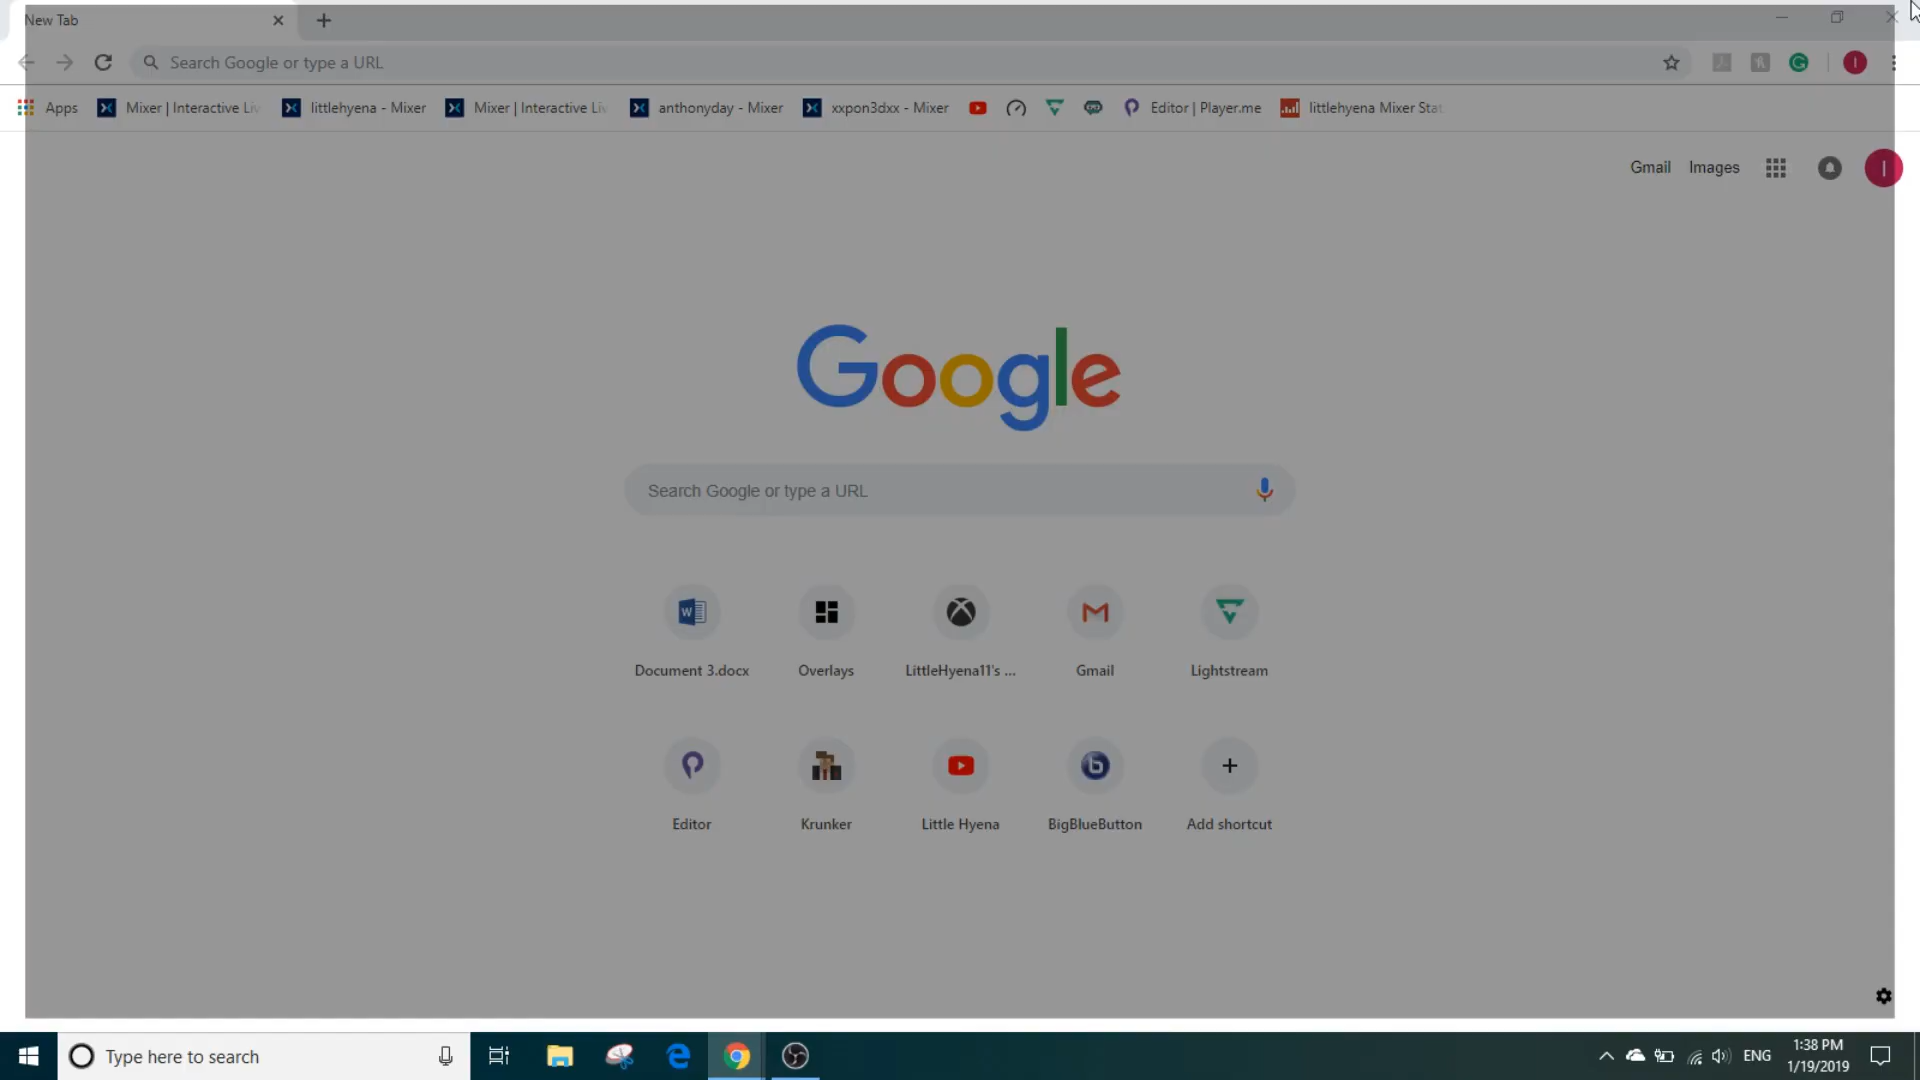 New Tab
Search Google or type a URL
Apps Mixer | Interactive Liv littlehyena - Mixer Mixer | Interactive Liv anthonyday - Mixer xxpon3dxx - Mixer Editor | Player.me littlehyena Mixer Stat
Gmail Images I
Google
Search Google or type a URL
Document 3.docx Overlays LittleHyena11's ... Gmail Lightstream
Editor Krunker Little Hyena BigBlueButton Add shortcut
Type here to search
ENG
1:38 PM
1/19/2019